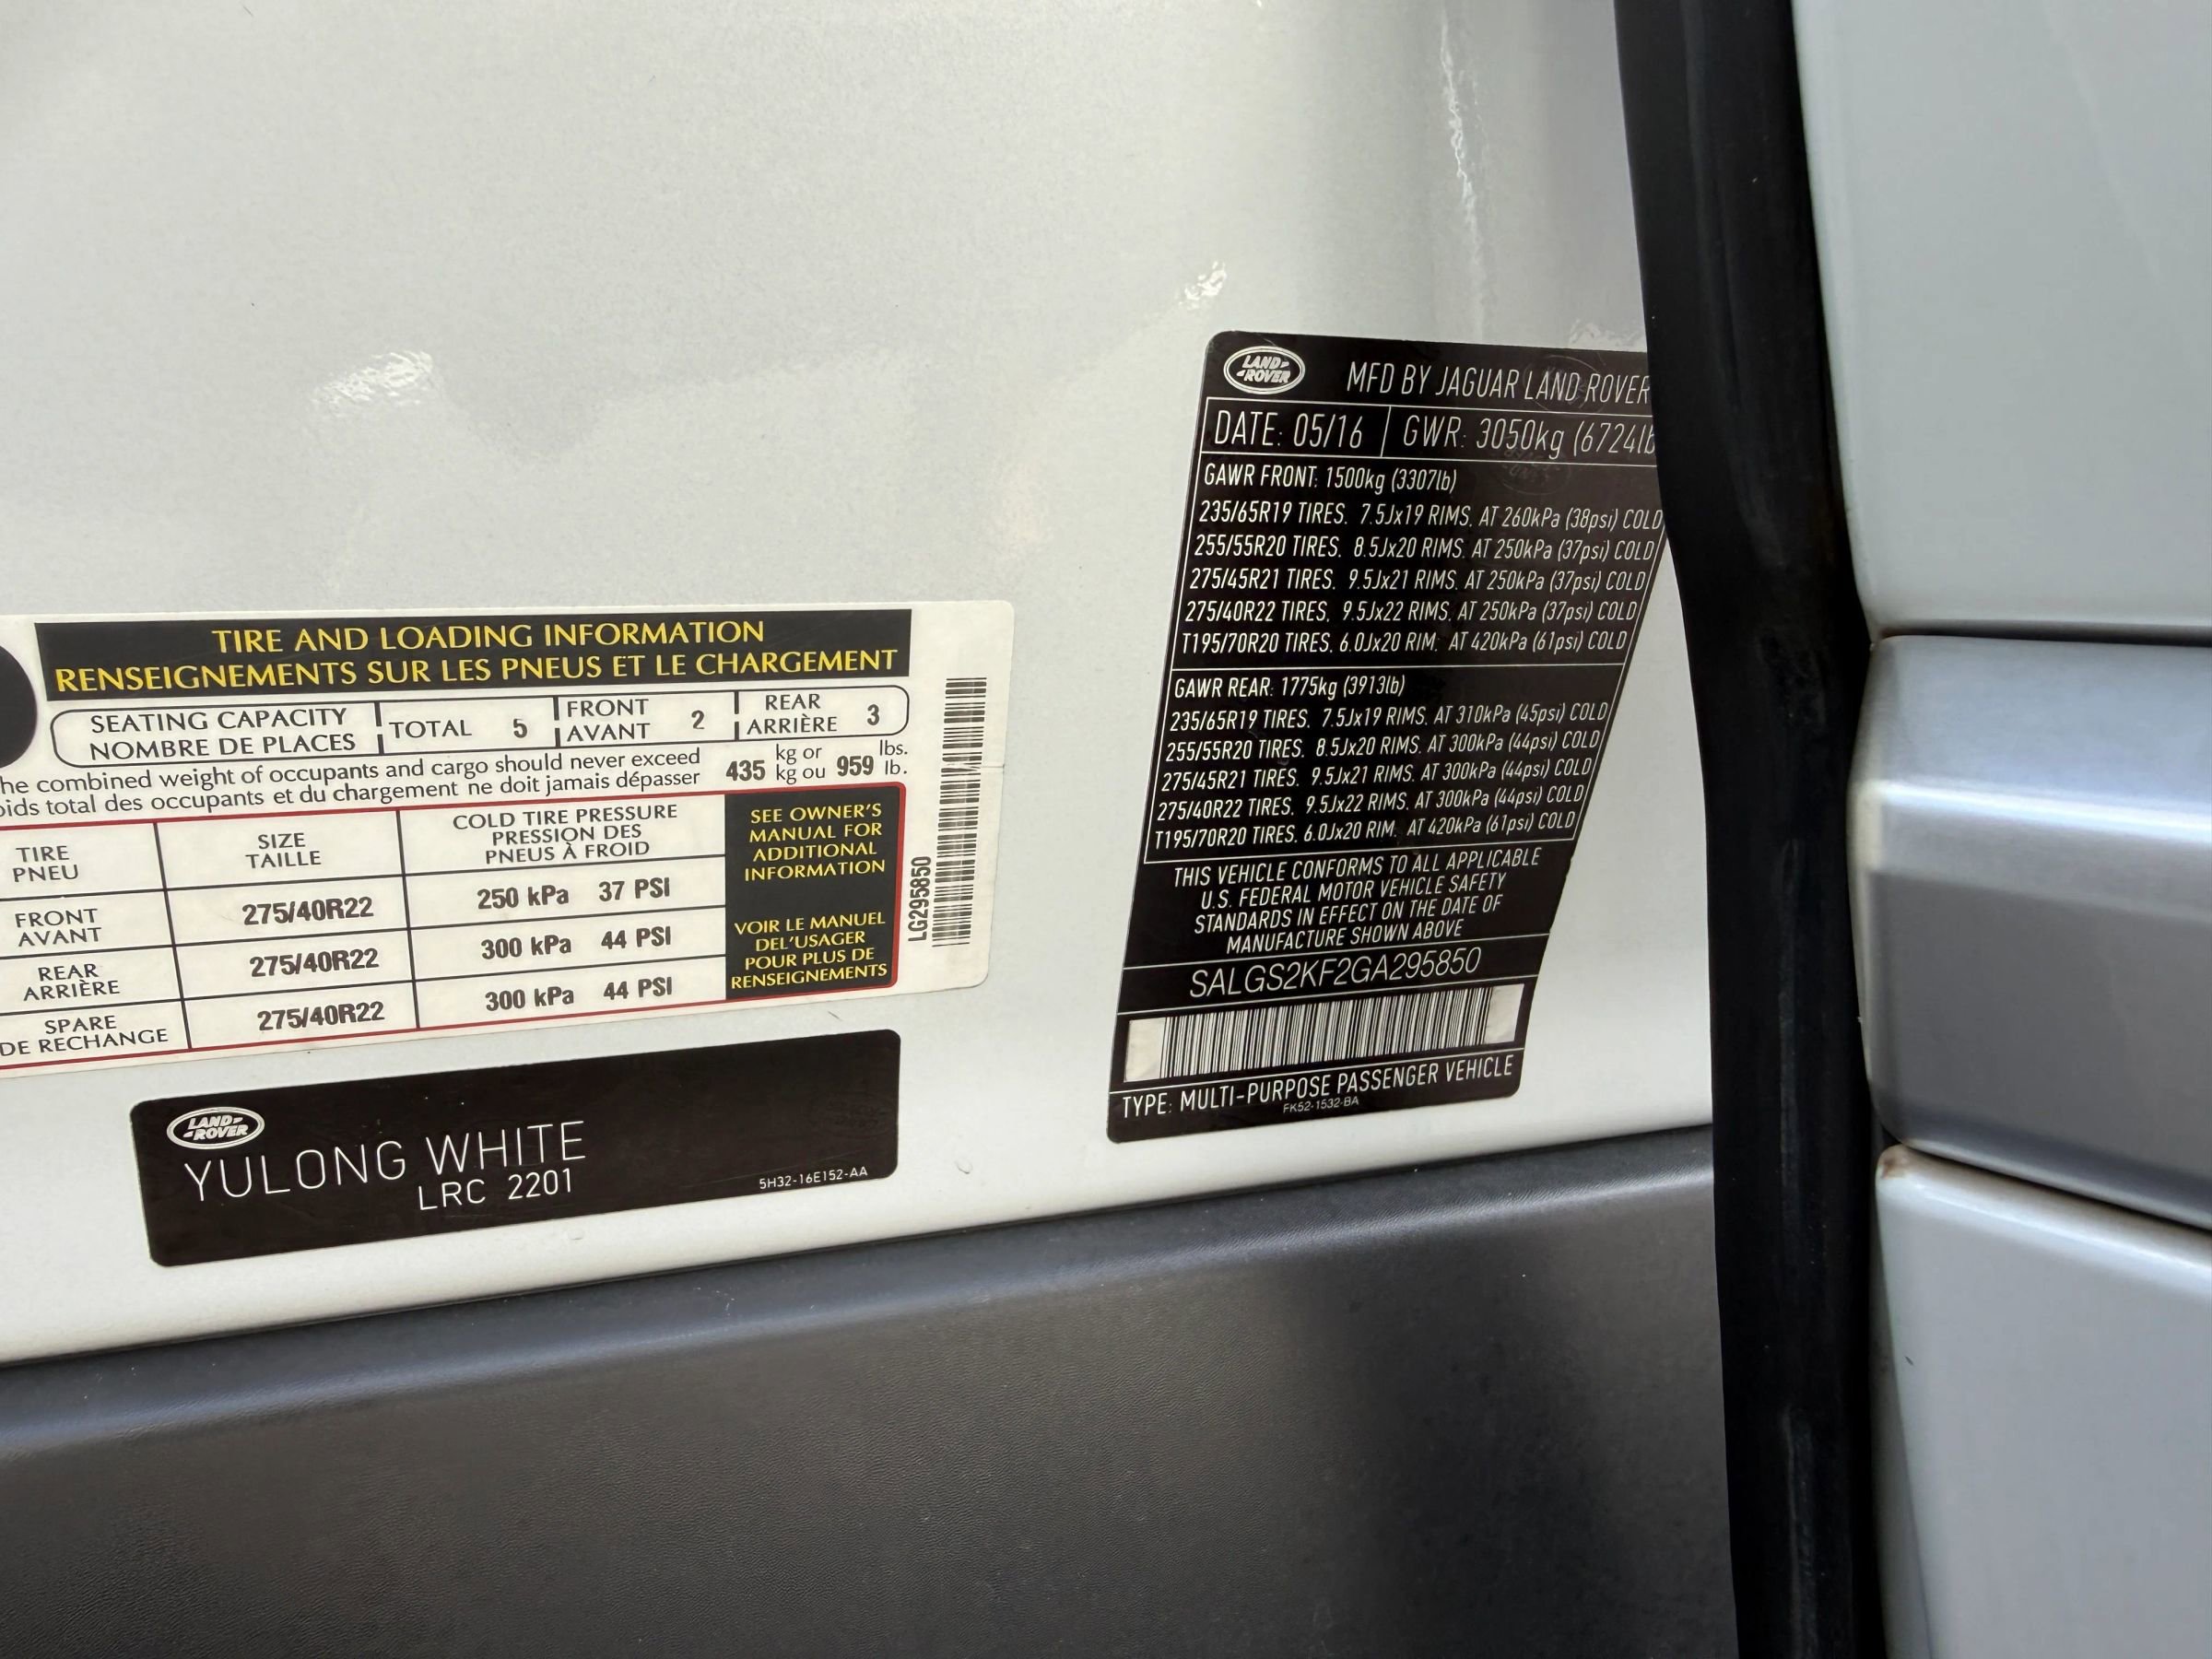 TIRE AND LOADING INFORMATION
RENSEIGNEMENTS SUR LES PNEUS ET LE CHARGEMENT
SEATING CAPACITY
NOMBRE DE PLACES
TOTAL 5
FRONT
AVANT 2
REAR
ARRIÈRE 3
he combined weight of occupants and cargo should never exceed 435 kg or 959 lbs.
oids total des occupants et du chargement ne doit jamais dépasser kg ou lb.
TIRE
PNEU
SIZE
TAILLE
COLD TIRE PRESSURE
PRESSION DES
PNEUS À FROID
FRONT
AVANT
275/40R22
250 kPa 37 PSI
REAR
ARRIÈRE
275/40R22
300 kPa 44 PSI
SPARE
DE RECHANGE
275/40R22
300 kPa 44 PSI
SEE OWNER'S
MANUAL FOR
ADDITIONAL
INFORMATION
VOIR LE MANUEL
DEL'USAGER
POUR PLUS DE
RENSEIGNEMENTS
LG295850
LAND-
-ROVER
YULONG WHITE
LRC 2201
5H32-16E152-AA
LAND-
-ROVER
MFD BY JAGUAR LAND ROVER
DATE: 05/16 GWR: 3050kg (6724lb
GAWR FRONT: 1500kg (3307lb)
235/65R19 TIRES. 7.5Jx19 RIMS. AT 260kPa (38psi) COLD
255/55R20 TIRES. 8.5Jx20 RIMS. AT 250kPa (37psi) COLD
275/45R21 TIRES. 9.5Jx21 RIMS. AT 250kPa (37psi) COLD
275/40R22 TIRES. 9.5Jx22 RIMS. AT 250kPa (37psi) COLD
T195/70R20 TIRES. 6.0Jx20 RIM. AT 420kPa (61psi) COLD
GAWR REAR: 1775kg (3913lb)
235/65R19 TIRES. 7.5Jx19 RIMS. AT 310kPa (45psi) COLD
255/55R20 TIRES. 8.5Jx20 RIMS. AT 300kPa (44psi) COLD
275/45R21 TIRES. 9.5Jx21 RIMS. AT 300kPa (44psi) COLD
275/40R22 TIRES. 9.5Jx22 RIMS. AT 300kPa (44psi) COLD
T195/70R20 TIRES. 6.0Jx20 RIM. AT 420kPa (61psi) COLD
THIS VEHICLE CONFORMS TO ALL APPLICABLE
U.S. FEDERAL MOTOR VEHICLE SAFETY
STANDARDS IN EFFECT ON THE DATE OF
MANUFACTURE SHOWN ABOVE
SALGS2KF2GA295850
TYPE: MULTI-PURPOSE PASSENGER VEHICLE
FK52-1532-BA